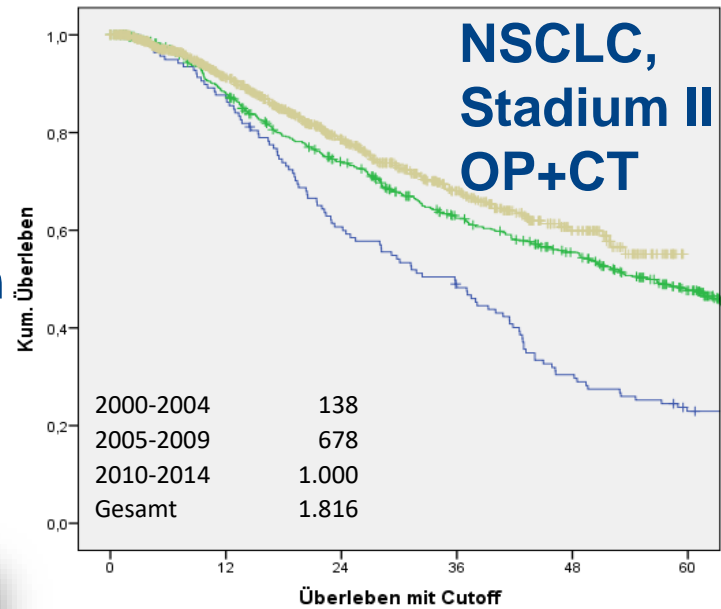 NSCLC,
Stadium II
OP+CT
Kum. Überleben
1,0
0,8
0,6
0,4
0,2
0,0
2000-2004 138
2005-2009 678
2010-2014 1.000
Gesamt 1.816
0 12 24 36 48 60
Überleben mit Cutoff